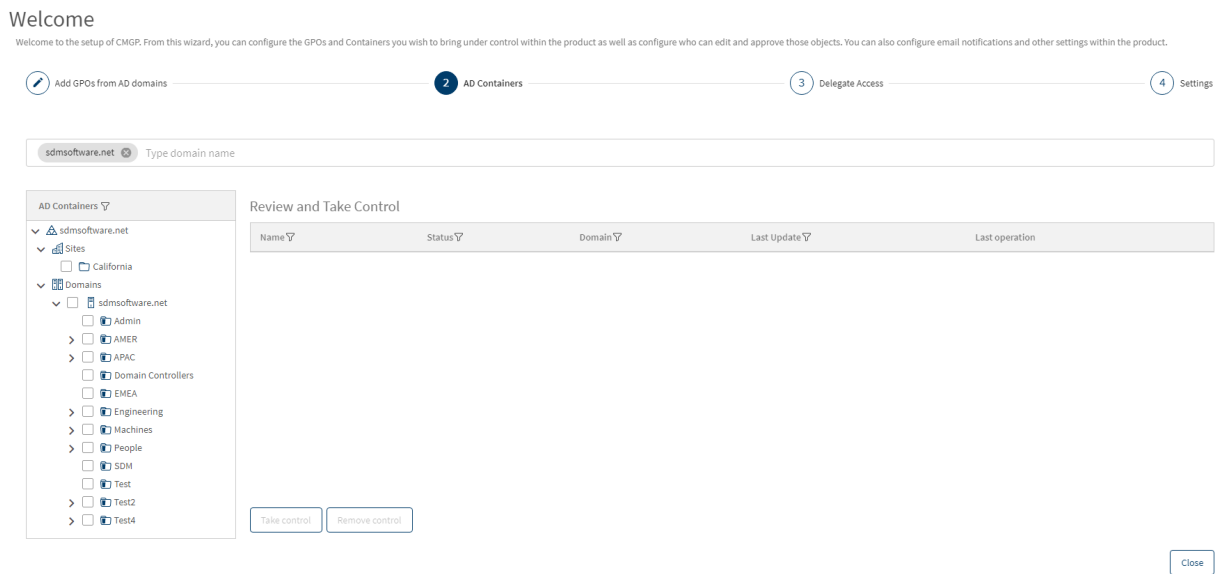 Welcome
Welcome to the setup of CMGP. From this wizard, you can configure the GPOs and Containers you wish to bring under control within the product as well as configure who can edit and approve those objects. You can also configure email notifications and other settings within the product.
Add GPOs from AD domains
2 AD Containers
3 Delegate Access
4 Settings
sdmsoftware.net Type domain name
AD Containers
sdmsoftware.net
Sites
California
Domains
sdmsoftware.net
Admin
AMER
APAC
Domain Controllers
EMEA
Engineering
Machines
People
SDM
Test
Test2
Test4
Review and Take Control
Name Status Domain Last Update Last operation
Take control Remove control
Close